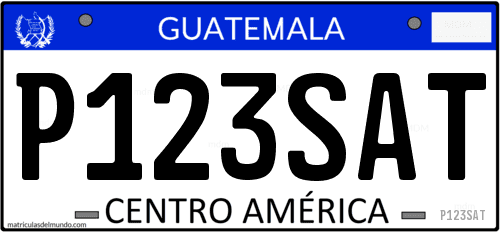 GUATEMALA
P123SAT
CENTRO AMÉRICA
P123SAT
matriculasdelmundo.com